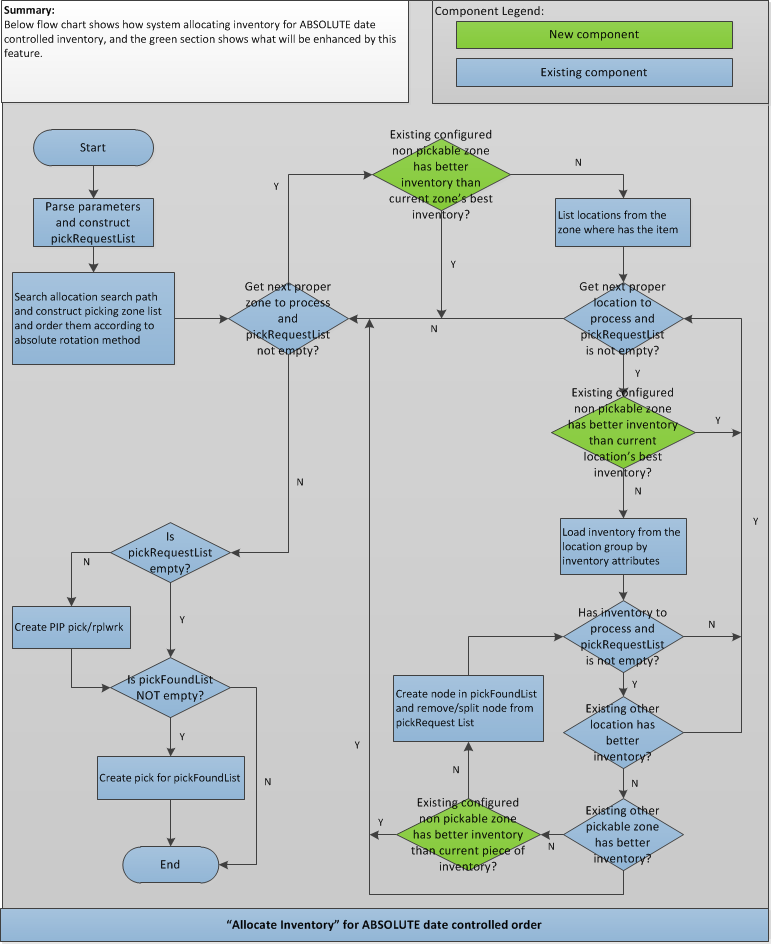 Summary:
Below flow chart shows how system allocating inventory for ABSOLUTE date
controlled inventory, and the green section shows what will be enhanced by this
feature.
Component Legend:
New component
Existing component
Start
Parse parameters
and construct
pickRequestList
Search allocation search path
and construct picking zone list
and order them according to
absolute rotation method
Get next proper
zone to process
and
pickRequestList
not empty?
Y
Existing configured
non pickable zone
has better
inventory than
current zone's best
inventory?
N
Y
List locations from the
zone where has the item
Get next proper
location to
process and
pickRequestList
is not empty?
N
Y
Existing configured
non pickable zone
has better inventory
than current
location's best
inventory?
Y
N
Y
Load inventory from the
location group by
inventory attributes
Has inventory to
process and
pickRequestList
is not empty?
N
Y
Existing other
location has
better
inventory?
N
Existing other
pickable zone
has better
inventory?
N
Y
Existing configured
non pickable zone
has better inventory
than current piece of
inventory?
Y
N
Create node in pickFoundList
and remove/split node from
pickRequest List
N
Is
pickRequestList
empty?
N
Y
Create PIP pick/rplwrk
Is pickFoundList
NOT empty?
Y
N
Create pick for pickFoundList
End
“Allocate Inventory” for ABSOLUTE date controlled order